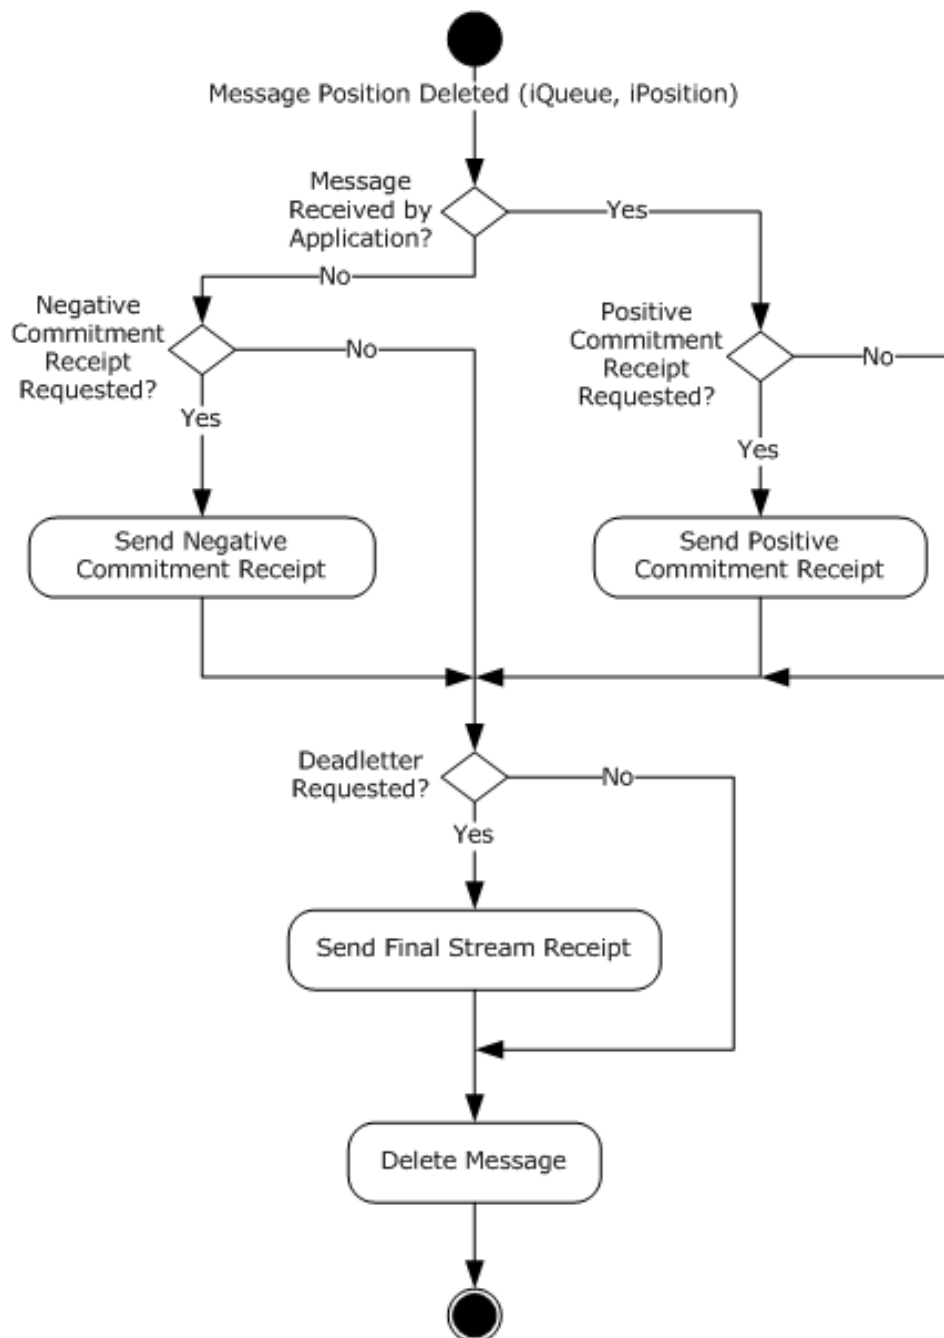 Message Position Deleted (iQueue, iPosition)
Message
Received by
Application?
Yes
No
Negative
Commitment
Receipt
Requested?
No
Positive
Commitment
Receipt
Requested?
No
Yes
Yes
Send Negative
Commitment Receipt
Send Positive
Commitment Receipt
Deadletter
Requested?
No
Yes
Send Final Stream Receipt
Delete Message